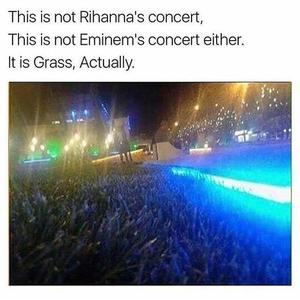 This is not Rihanna's concert,
This is not Eminem's concert either.
It is Grass, Actually.